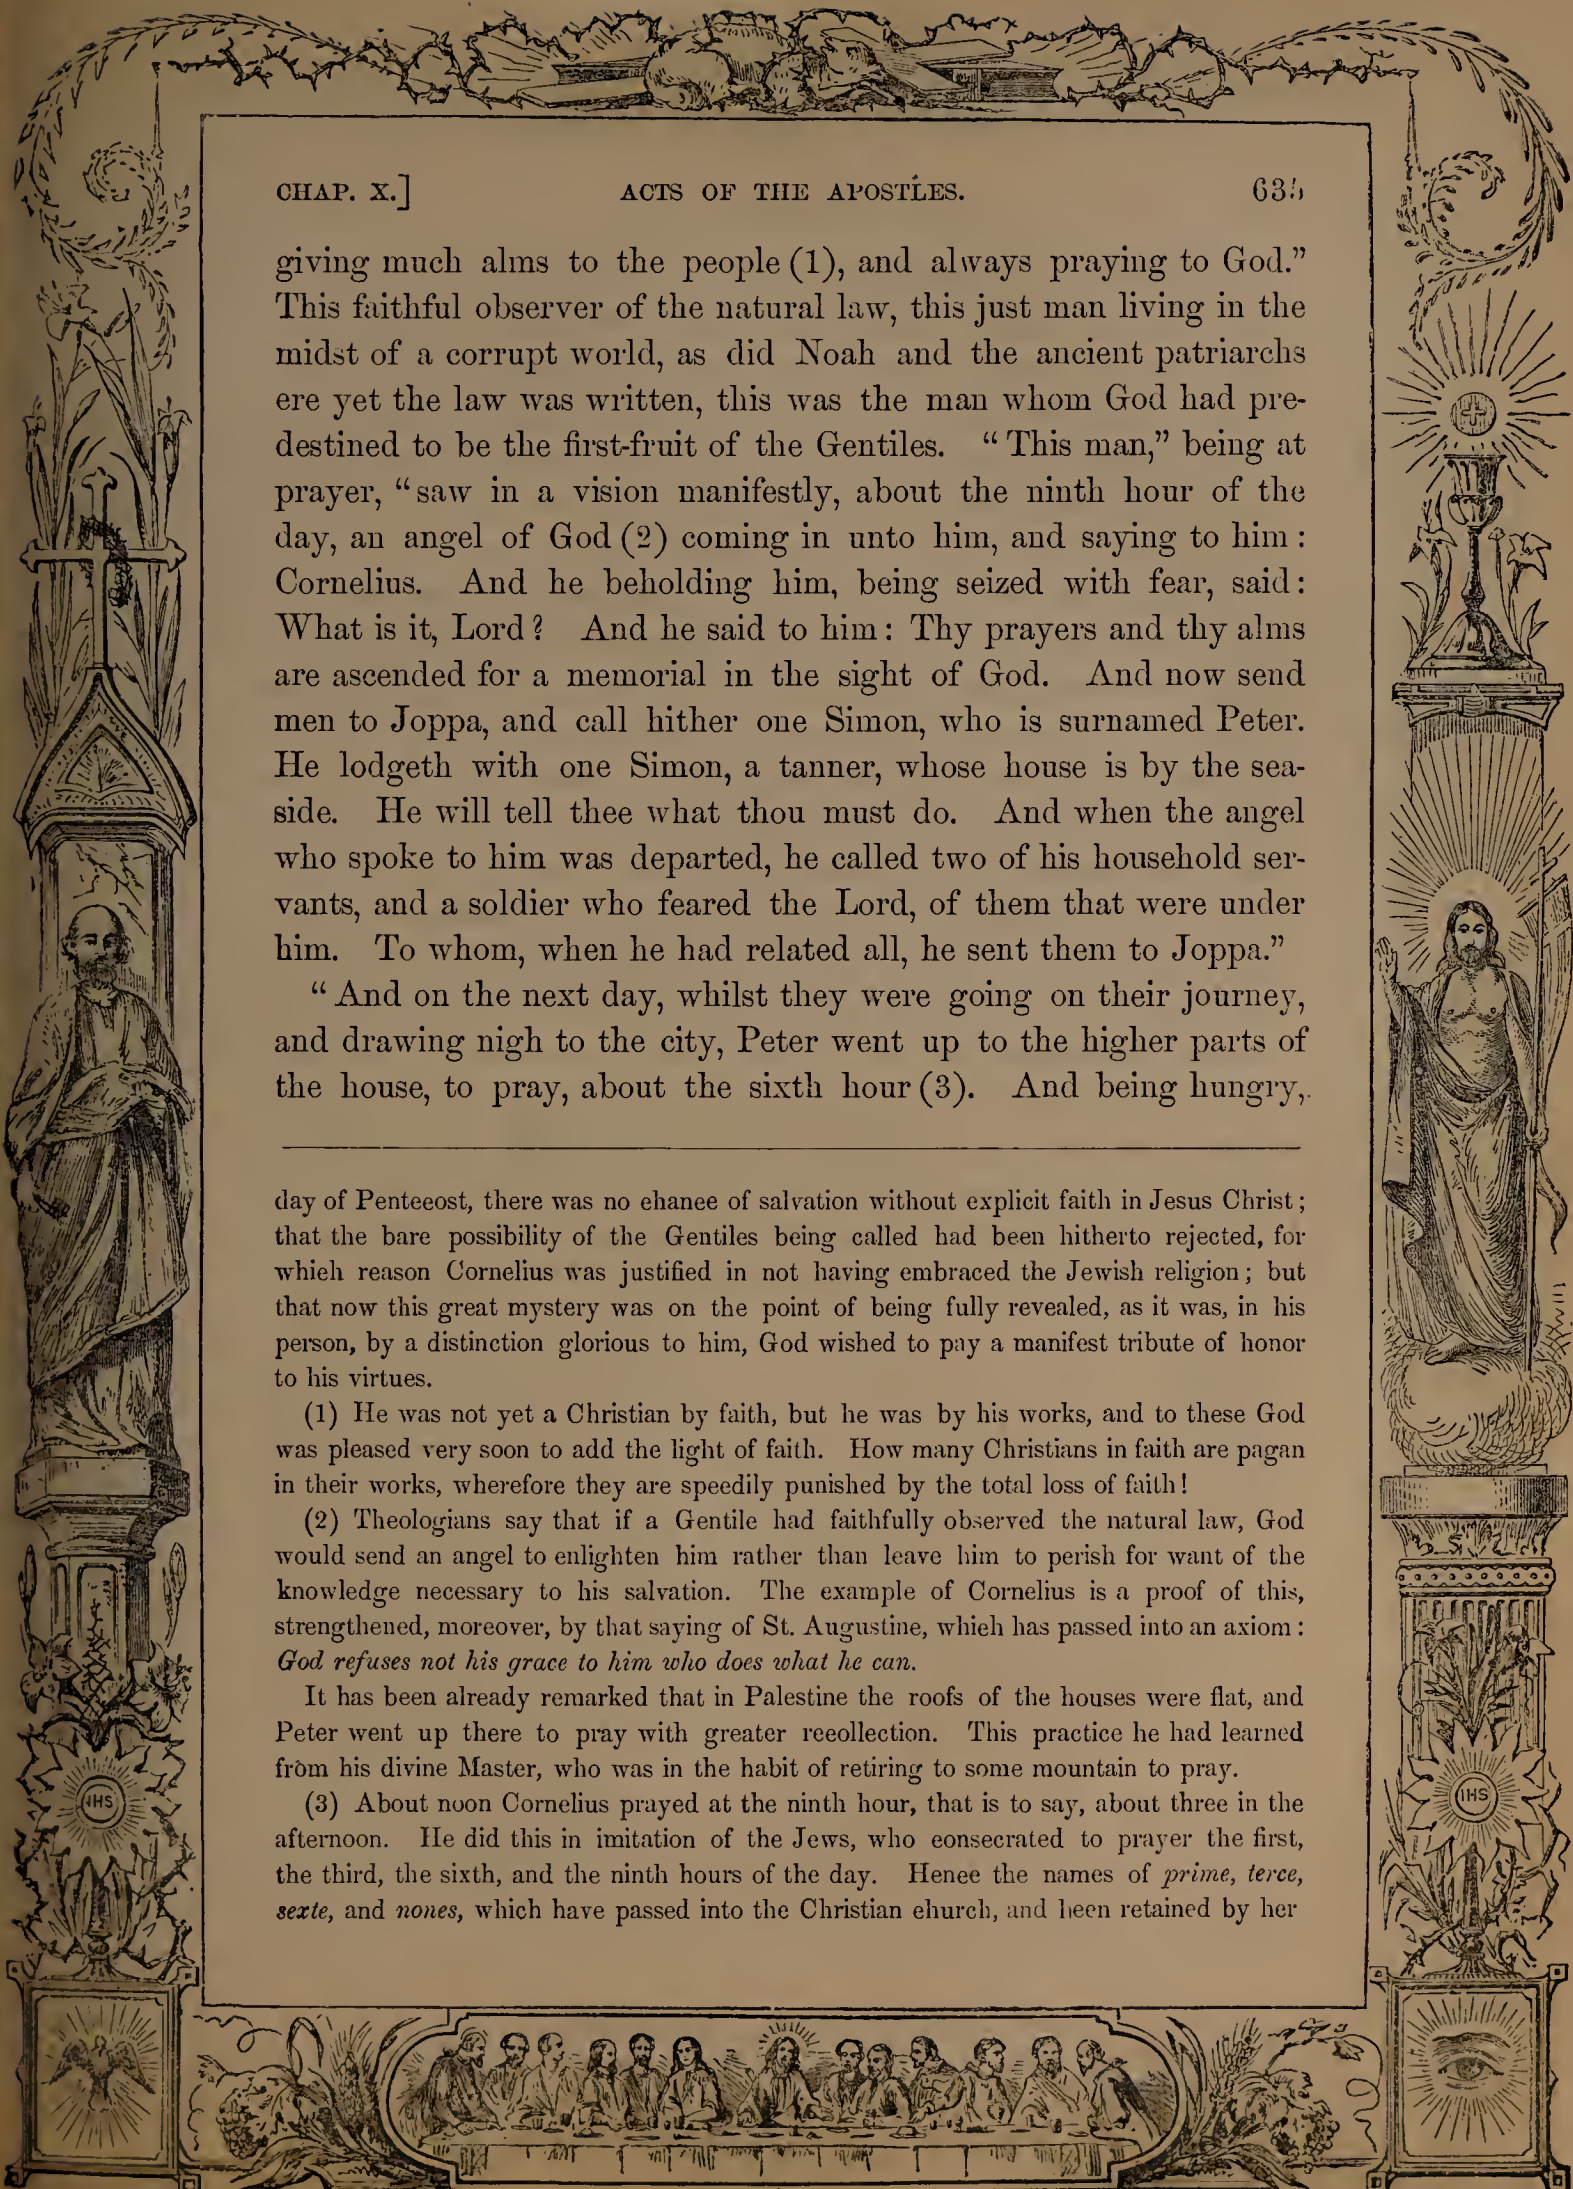 CHAP. X.] ACTS OF THE APOSTLES. 635
giving much alms to the people (1), and always praying to God.”
This faithful observer of the natural law, this just man living in the
midst of a corrupt world, as did Noah and the ancient patriarchs
ere yet the law was written, this was the man whom God had pre-
destined to be the first-fruit of the Gentiles. “This man,” being at
prayer, “saw in a vision manifestly, about the ninth hour of the
day, an angel of God (2) coming in unto him, and saying to him:
Cornelius. And he beholding him, being seized with fear, said:
What is it, Lord? And he said to him: Thy prayers and thy alms
are ascended for a memorial in the sight of God. And now send
men to Joppa, and call hither one Simon, who is surnamed Peter.
He lodgeth with one Simon, a tanner, whose house is by the sea-
side. He will tell thee what thou must do. And when the angel
who spoke to him was departed, he called two of his household ser-
vants, and a soldier who feared the Lord, of them that were under
him. To whom, when he had related all, he sent them to Joppa.”
“And on the next day, whilst they were going on their journey,
and drawing nigh to the city, Peter went up to the higher parts of
the house, to pray, about the sixth hour (3). And being hungry,
day of Pentecost, there was no chance of salvation without explicit faith in Jesus Christ;
that the bare possibility of the Gentiles being called had been hitherto rejected, for
which reason Cornelius was justified in not having embraced the Jewish religion; but
that now this great mystery was on the point of being fully revealed, as it was, in his
person, by a distinction glorious to him, God wished to pay a manifest tribute of honor
to his virtues.
(1) He was not yet a Christian by faith, but he was by his works, and to these God
was pleased very soon to add the light of faith. How many Christians in faith are pagan
in their works, wherefore they are speedily punished by the total loss of faith!
(2) Theologians say that if a Gentile had faithfully observed the natural law, God
would send an angel to enlighten him rather than leave him to perish for want of the
knowledge necessary to his salvation. The example of Cornelius is a proof of this,
strengthened, moreover, by that saying of St. Augustine, which has passed into an axiom:
God refuses not his grace to him who does what he can.
It has been already remarked that in Palestine the roofs of the houses were flat, and
Peter went up there to pray with greater recollection. This practice he had learned
from his divine Master, who was in the habit of retiring to some mountain to pray.
(3) About noon Cornelius prayed at the ninth hour, that is to say, about three in the
afternoon. He did this in imitation of the Jews, who consecrated to prayer the first,
the third, the sixth, and the ninth hours of the day. Hence the names of prime, terce,
sexte, and nones, which have passed into the Christian church, and been retained by her
IHS
IHS